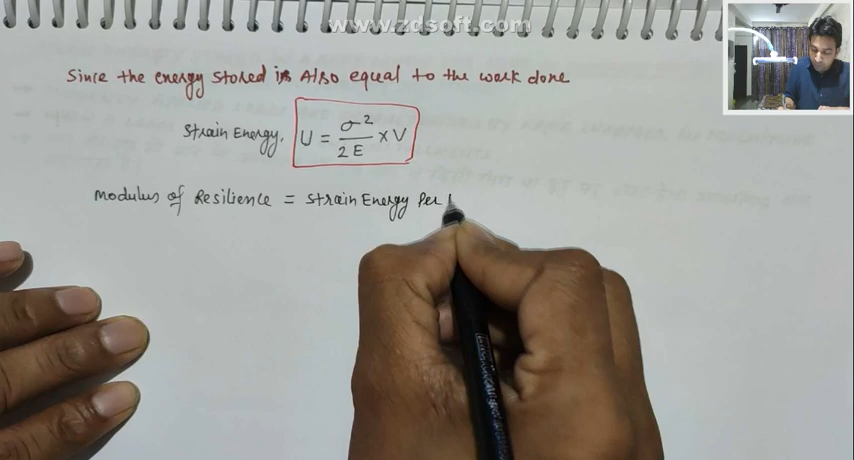 www.zdsoft.com
Since the energy stored is Also equal to the work done
Strain Energy, U = σ²/2E × V
Modulus of Resilience = Strain Energy Per